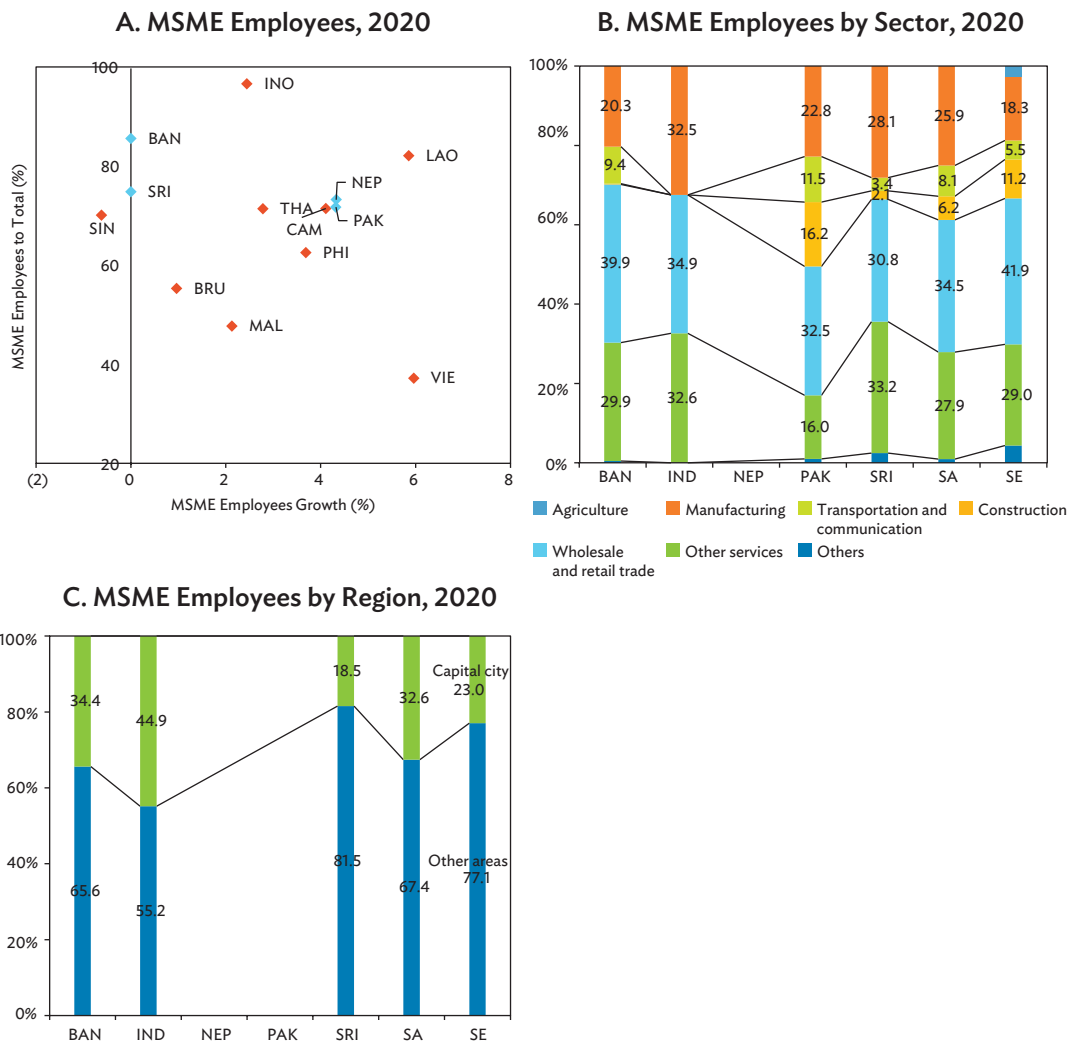 A. MSME Employees, 2020
MSME Employees to Total (%)
100
80
60
40
20
INO
BAN
LAO
NEP
SRI
THA
PAK
SIN
CAM
PHI
BRU
MAL
VIE
(2)
0
2
4
6
8
MSME Employees Growth (%)
B. MSME Employees by Sector, 2020
100%
80%
60%
40%
20%
0%
20.3
9.4
39.9
29.9
32.5
34.9
32.6
22.8
11.5
16.2
32.5
16.0
28.1
3.4
2.1
30.8
33.2
25.9
8.1
6.2
34.5
27.9
18.3
5.5
11.2
41.9
29.0
BAN IND NEP PAK SRI SA SE
Agriculture
Manufacturing
Transportation and
communication
Construction
Wholesale
and retail trade
Other services
Others
C. MSME Employees by Region, 2020
100%
80%
60%
40%
20%
0%
34.4
65.6
44.9
55.2
18.5
81.5
32.6
67.4
Capital city
23.0
Other areas
77.1
BAN IND NEP PAK SRI SA SE